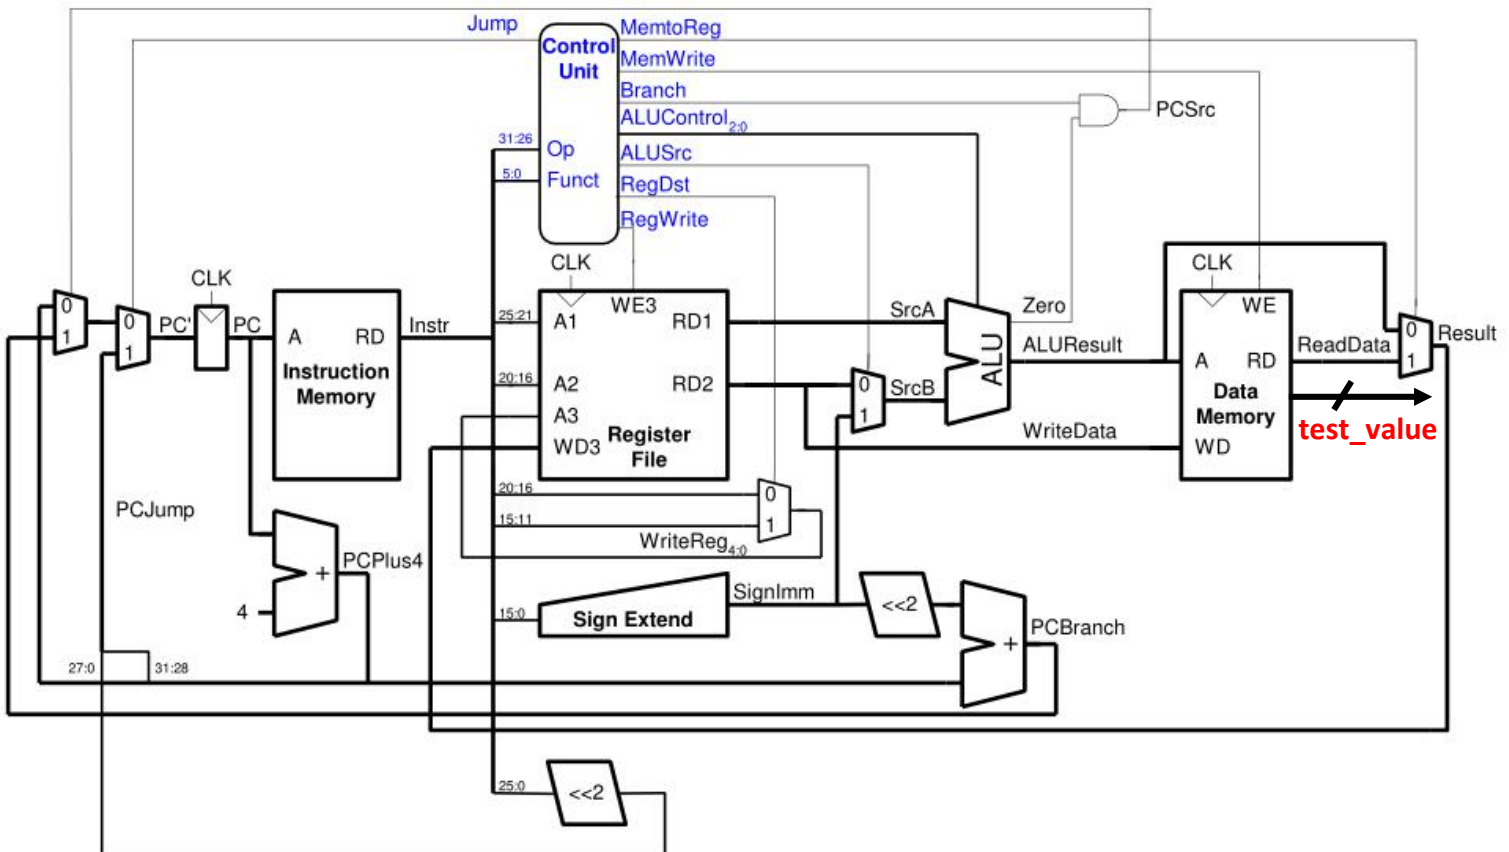 Jump
MemtoReg
Control
Unit
MemWrite
Branch
PCSrc
ALUControl2:0
31:26
Op
ALUSrc
5:0
Funct
RegDst
RegWrite
CLK
CLK
CLK
0
1
0
1
PC'
PC
A
RD
Instruction
Memory
Instr
25:21
A1
WE3
RD1
SrcA
Zero
WE
20:16
A2
RD2
0
1
SrcB
ALU
ALUResult
A
RD
ReadData
0
1
Result
A3
Register
File
WD3
Data
Memory
test_value
WriteData
WD
20:16
0
15:11
1
PCJump
WriteReg4:0
PCPlus4
+
4
SignImm
15:0
Sign Extend
<<2
+
PCBranch
27:0
31:28
25:0
<<2